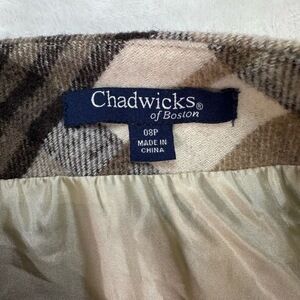 Chadwicks®
of Boston
08P
MADE IN
CHINA